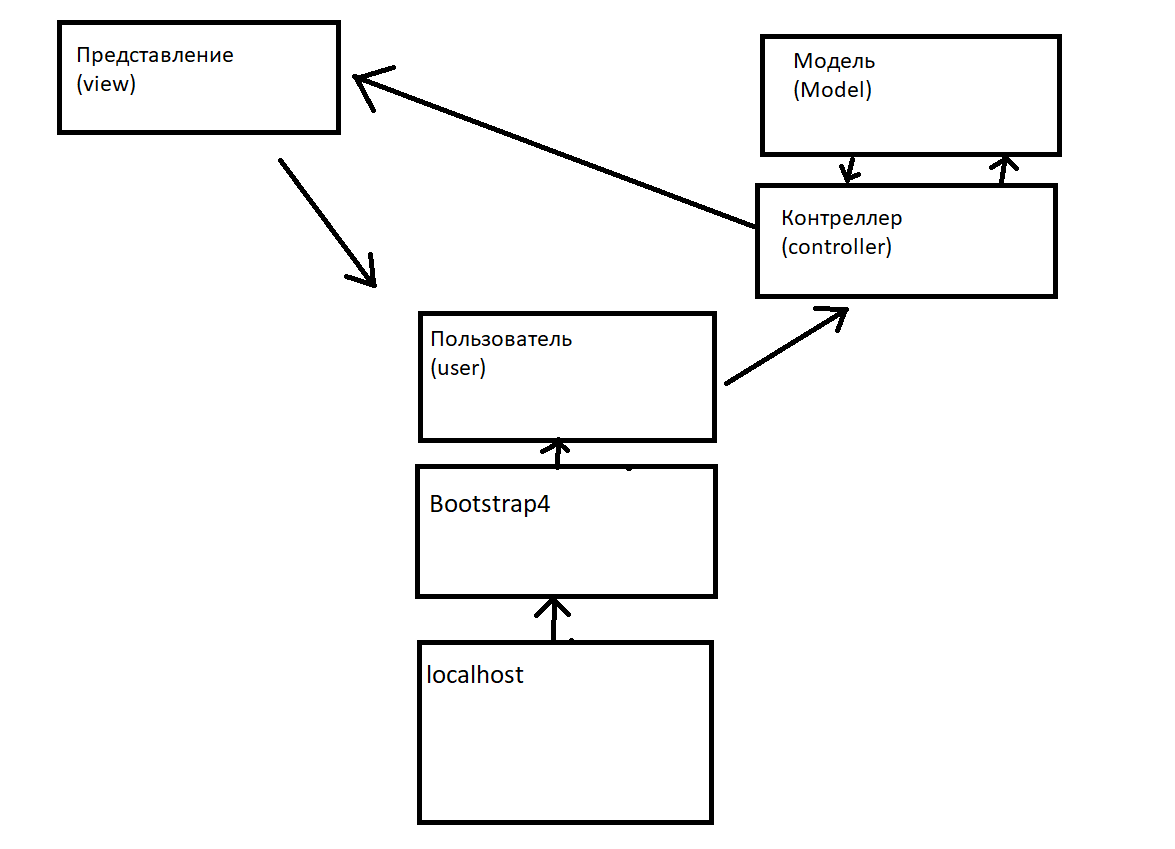 Представление
(view)
Модель
(Model)
Контреллер
(controller)
Пользователь
(user)
Bootstrap4
localhost